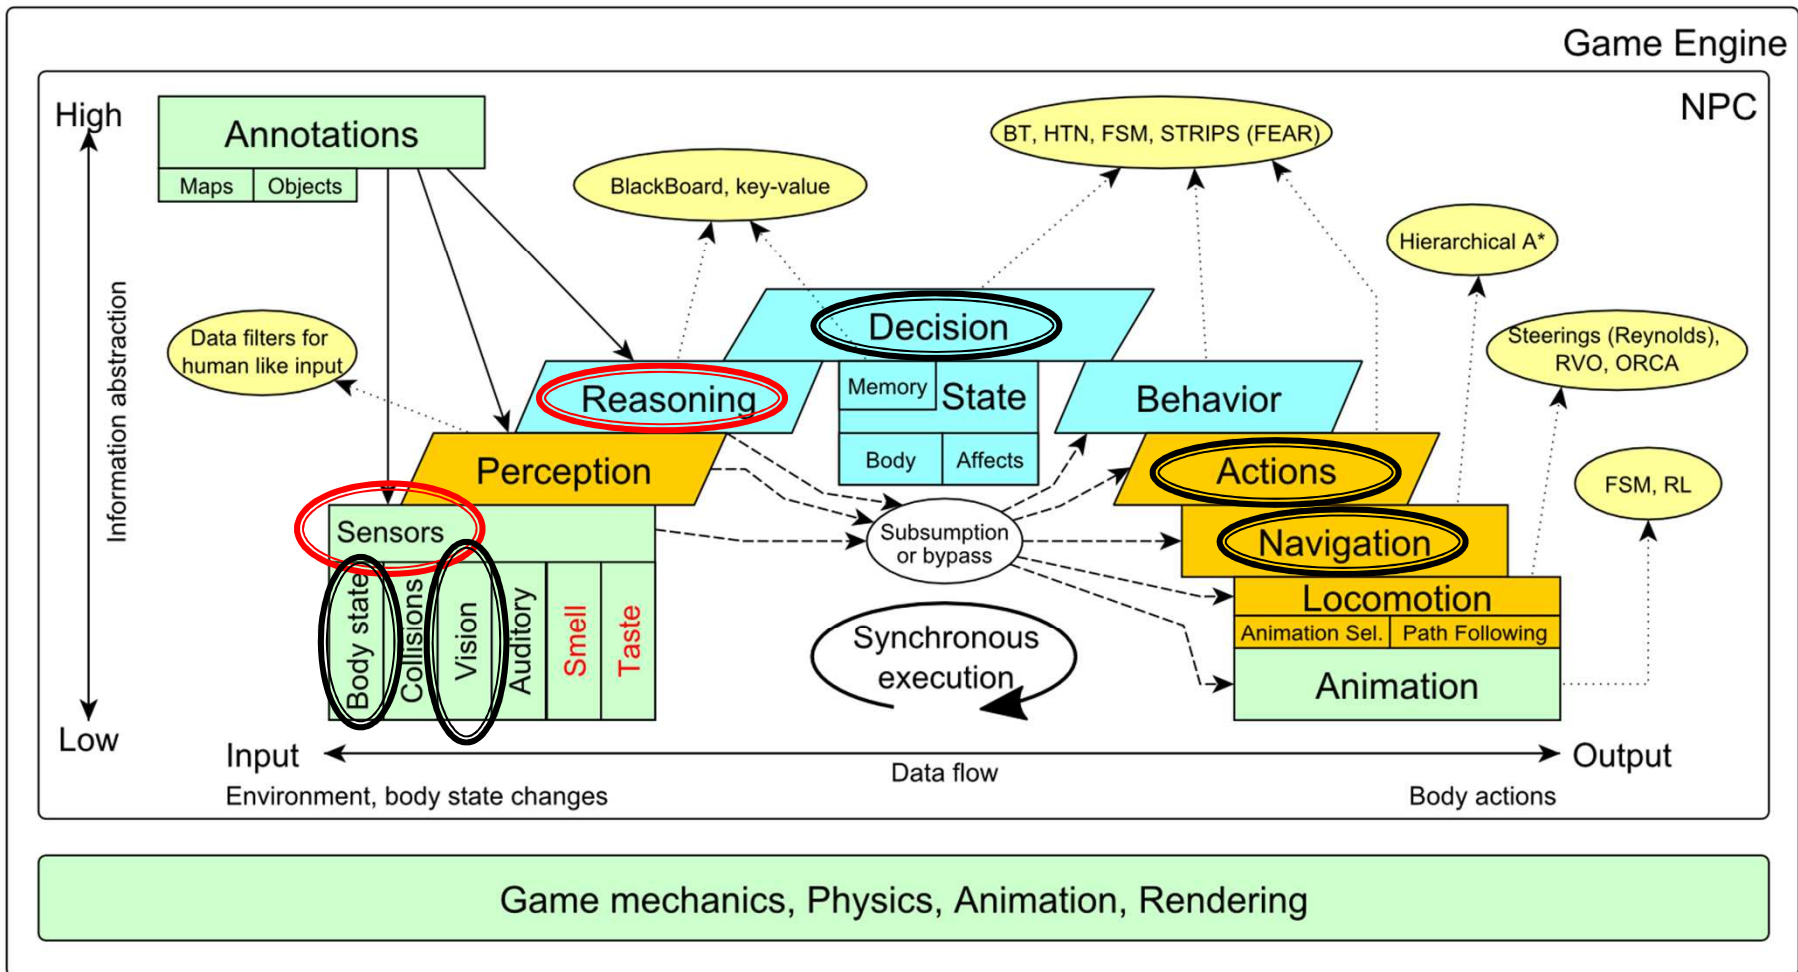 Game Engine
NPC
High
Annotations
Maps
Objects
BlackBoard, key-value
BT, HTN, FSM, STRIPS (FEAR)
Hierarchical A*
Information abstraction
Data filters for
human like input
Decision
Steerings (Reynolds),
RVO, ORCA
Reasoning
Memory
State
Behavior
Body
Affects
Perception
Actions
FSM, RL
Sensors
Subsumption
or bypass
Navigation
Body state
Collisions
Vision
Auditory
Smell
Taste
Locomotion
Animation Sel.
Path Following
Synchronous
execution
Animation
Low
Input
Data flow
Output
Environment, body state changes
Body actions
Game mechanics, Physics, Animation, Rendering